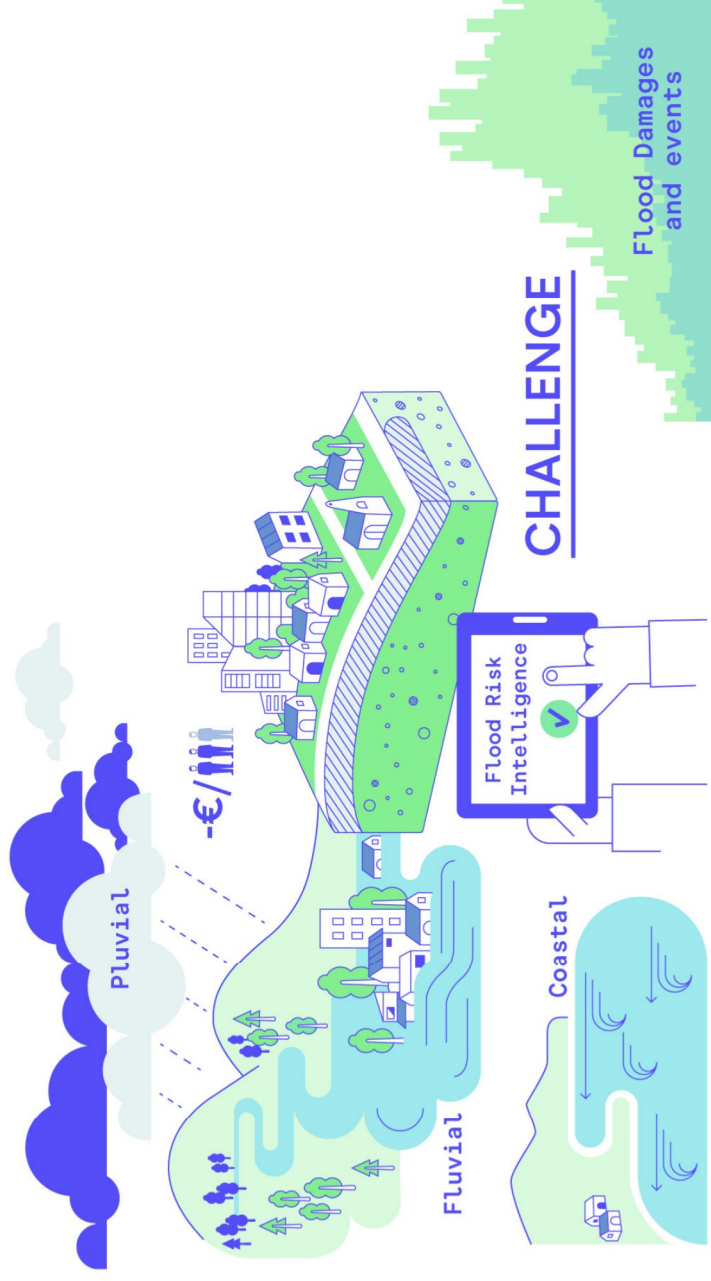 Pluvial
-€/
Fluvial
Coastal
Flood Risk
Intelligence
CHALLENGE
Flood Damages
and events